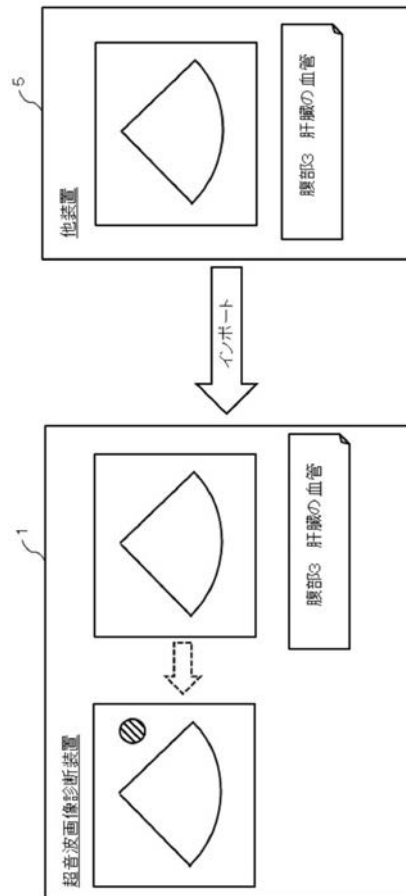 超音波画像診断装置
1
腹部3 肝臓の血管
インポート
他装置
5
腹部3 肝臓の血管